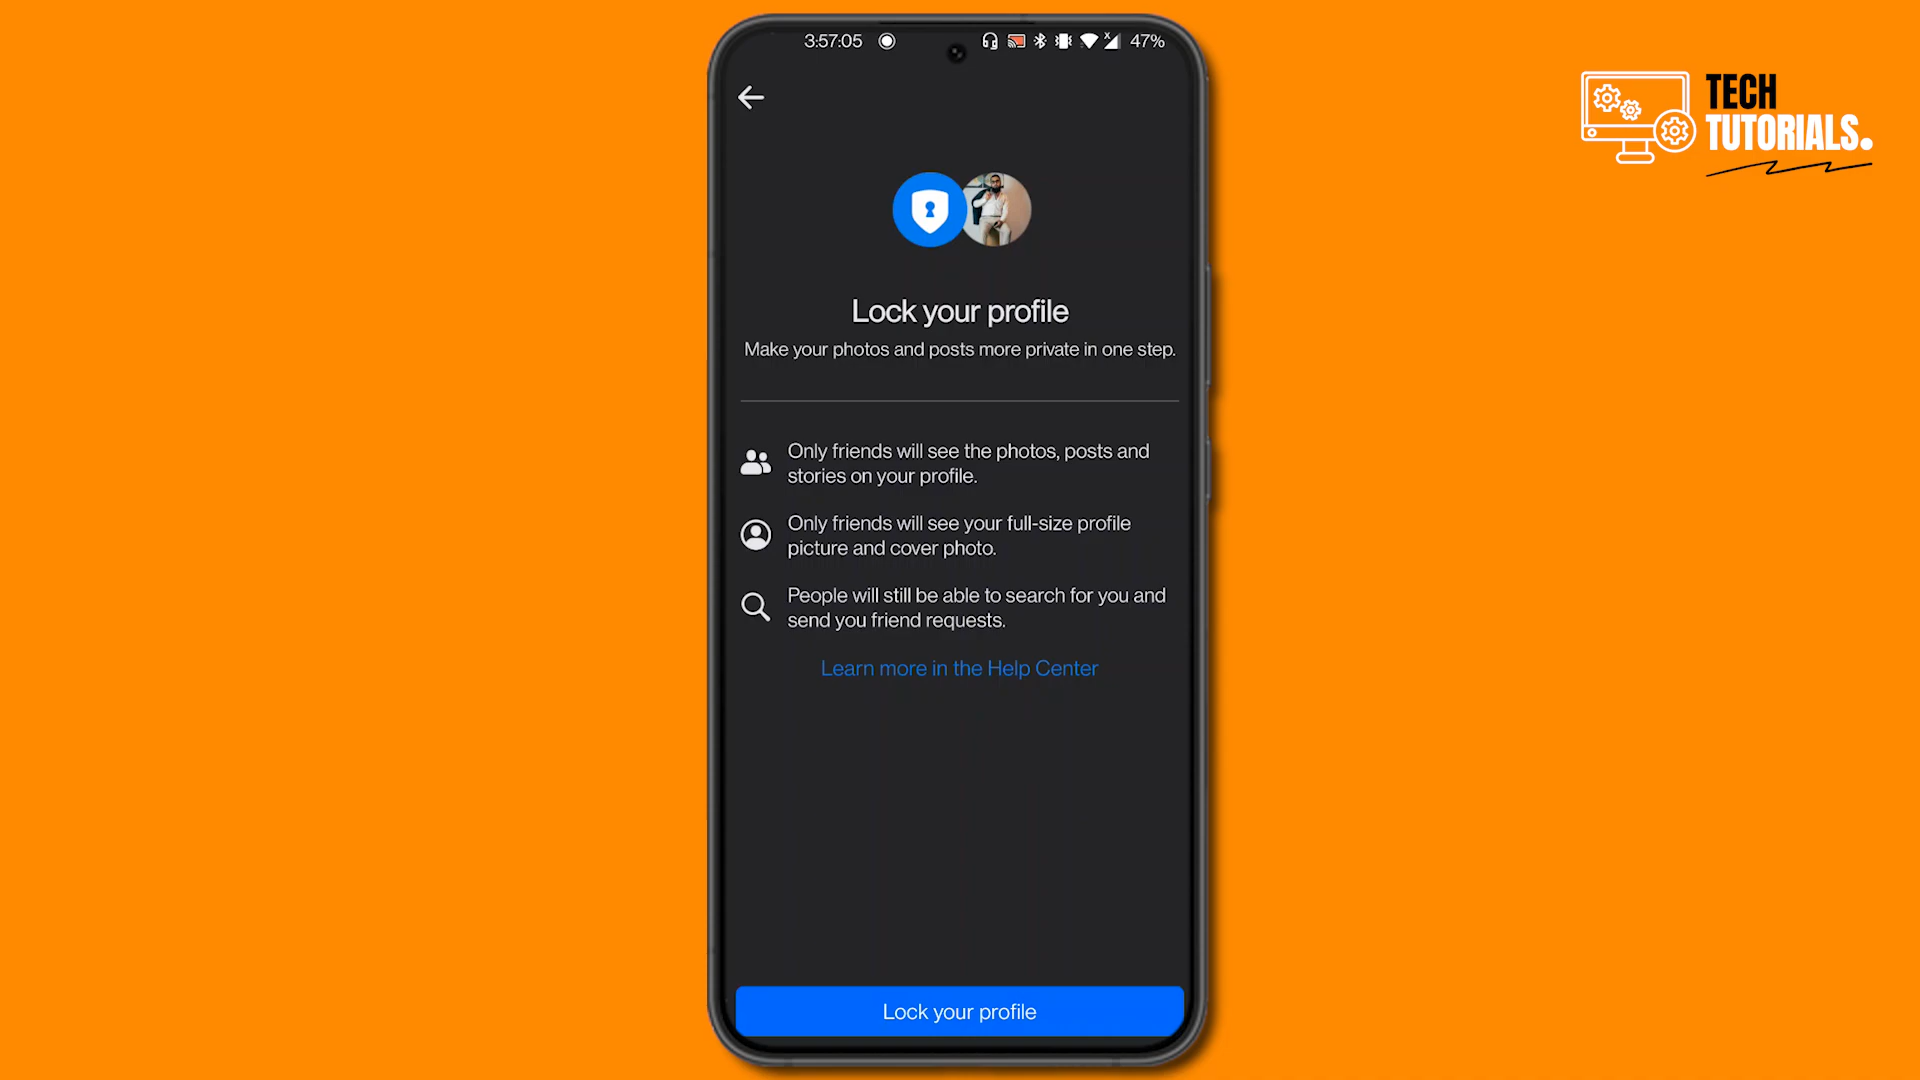 3:57:05
47%
TECH
TUTORIALS.
Lock your profile
Make your photos and posts more private in one step.
Only friends will see the photos, posts and
stories on your profile.
Only friends will see your full-size profile
picture and cover photo.
People will still be able to search for you and
send you friend requests.
Learn more in the Help Center
Lock your profile